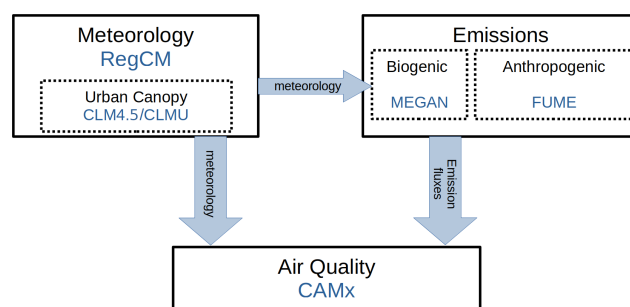 Meteorology
RegCM
Urban Canopy
CLM4.5/CLMU
meteorology
Emissions
Biogenic
MEGAN
Anthropogenic
FUME
meteorology
Emission
fluxes
Air Quality
CAMx